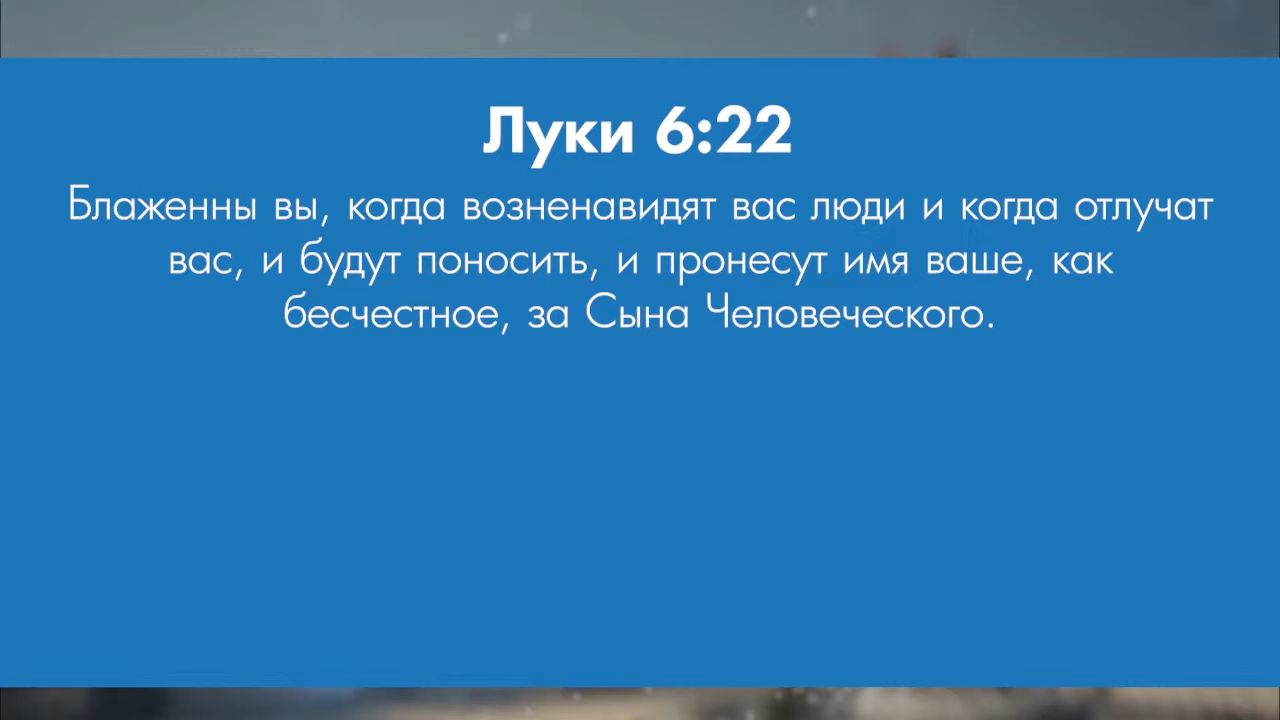 Луки 6:22
Блаженны вы, когда возненавидят вас люди и когда отлучат
вас, и будут поносить, и пронесут имя ваше, как
бесчестное, за Сына Человеческого.